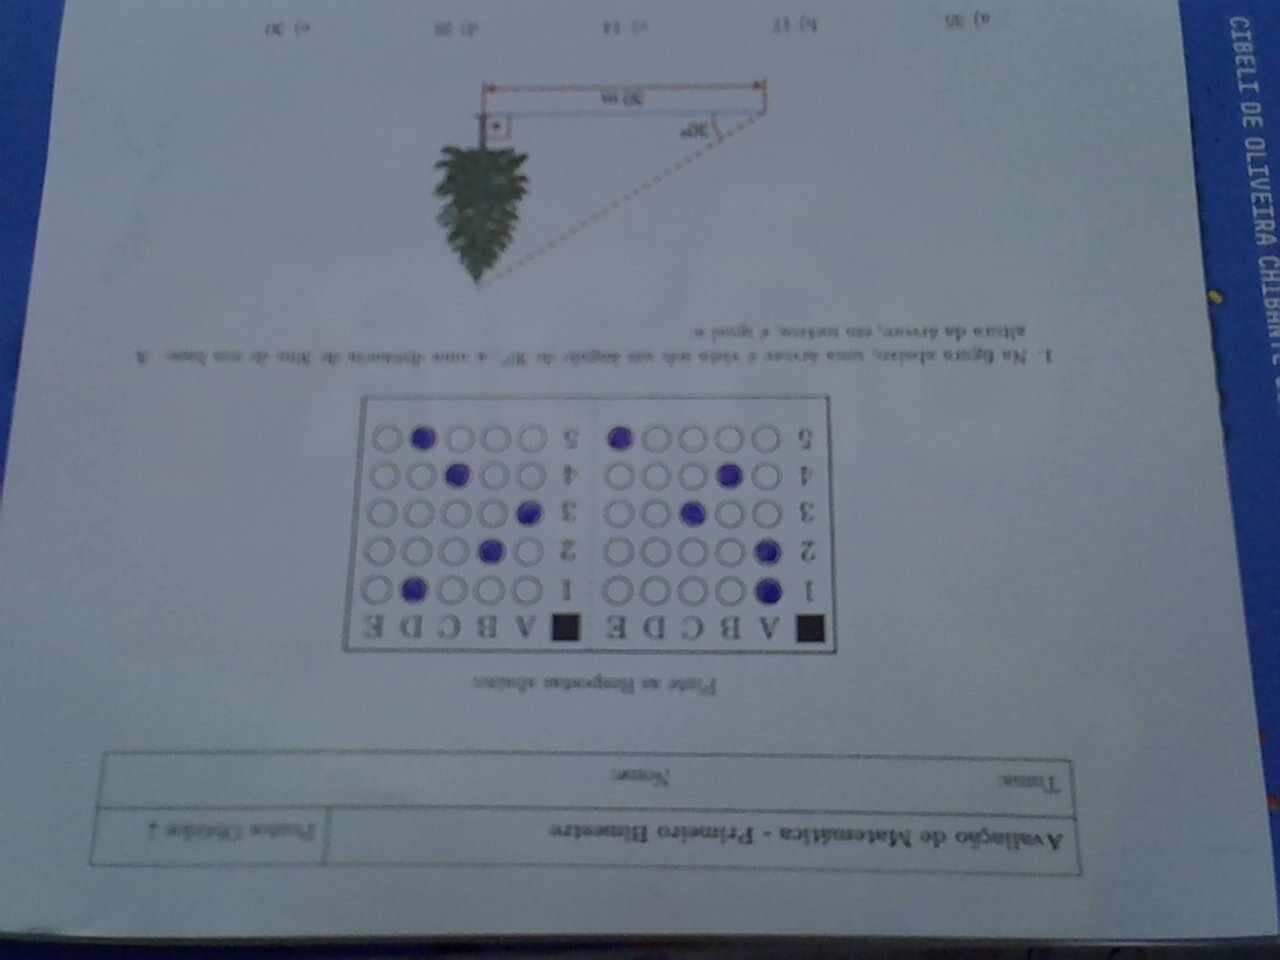 Avaliação de Matemática - Primeiro Bimestre
Pontos Obtidos ↓
Turma: Nome:
Pinte as Respostas abaixo:
A B C D E A B C D E
1 1
2 2
3 3
4 4
5 5
1. Na figura abaixo, uma árvore é vista sob um ângulo de 30°, a uma distância de 30m de sua base. A
altura da árvore, em metros, é igual a
30°
30 m
b) 17 c) 14 d) 28 e) 30
CIBELI DE OLIVEIRA CHIBANTE